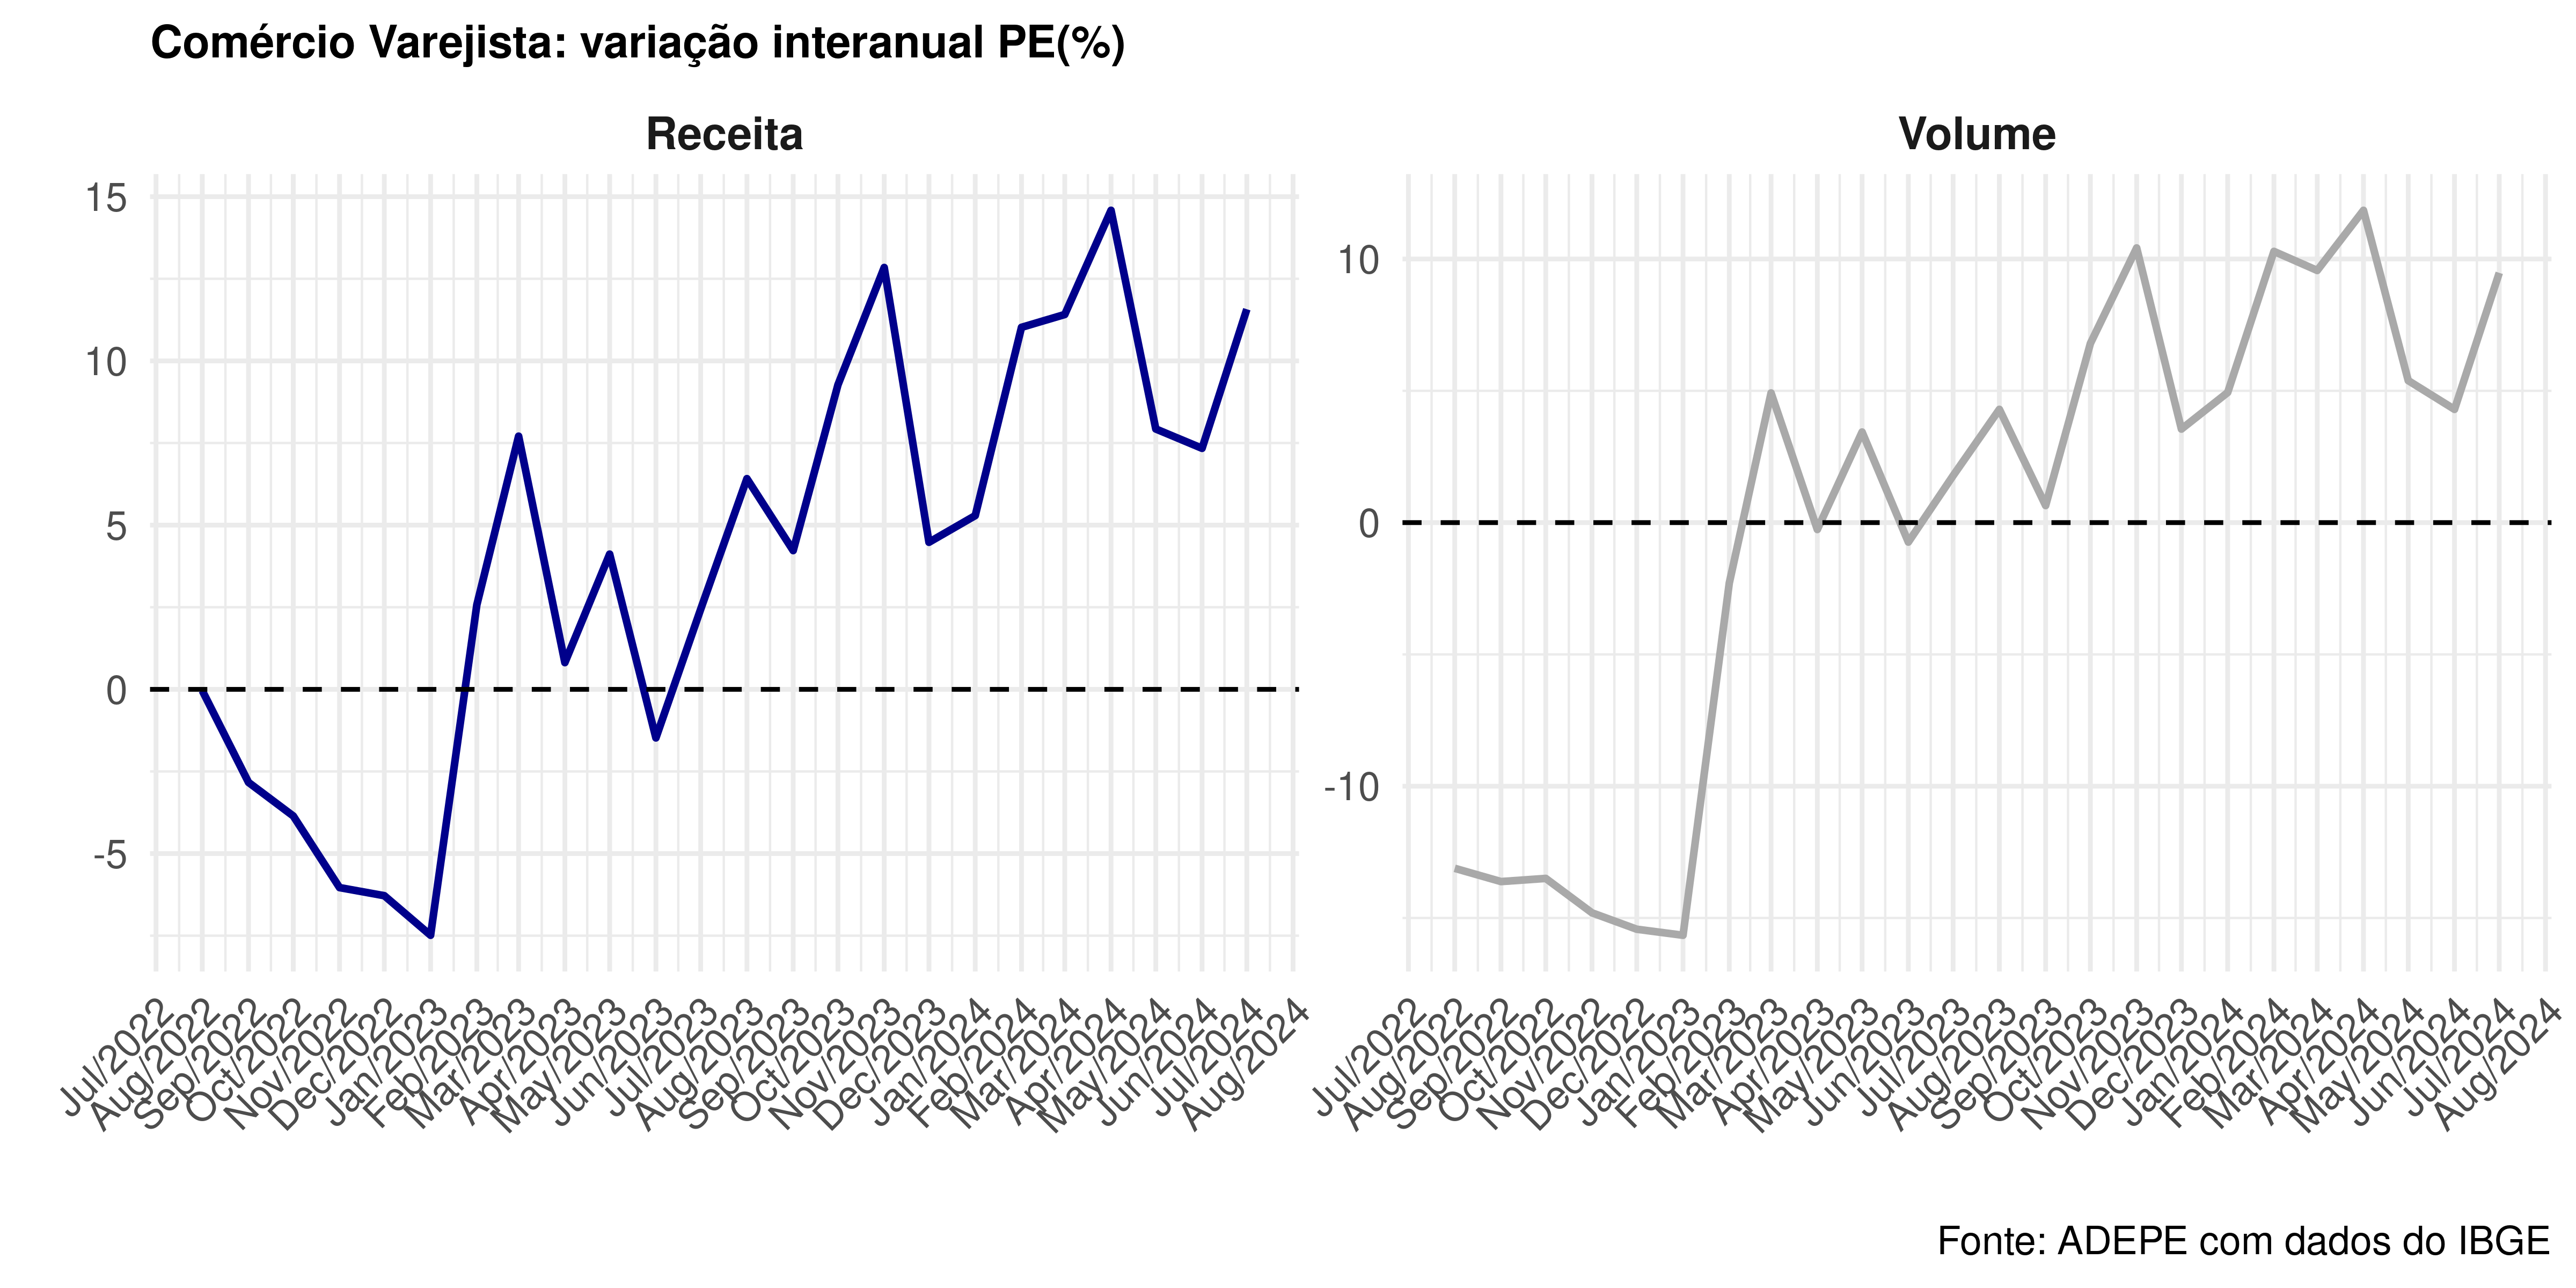 Comércio Varejista: variação interanual PE(%)
Receita
15
10
5
0
-5
Jul/2022
Aug/2022
Sep/2022
Oct/2022
Nov/2022
Dec/2022
Jan/2023
Feb/2023
Mar/2023
Apr/2023
May/2023
Jun/2023
Jul/2023
Aug/2023
Sep/2023
Oct/2023
Nov/2023
Dec/2023
Jan/2024
Feb/2024
Mar/2024
Apr/2024
May/2024
Jun/2024
Jul/2024
Aug/2024
Volume
10
0
-10
Jul/2022
Aug/2022
Sep/2022
Oct/2022
Nov/2022
Dec/2022
Jan/2023
Feb/2023
Mar/2023
Apr/2023
May/2023
Jun/2023
Jul/2023
Aug/2023
Sep/2023
Oct/2023
Nov/2023
Dec/2023
Jan/2024
Feb/2024
Mar/2024
Apr/2024
May/2024
Jun/2024
Jul/2024
Aug/2024
Fonte: ADEPE com dados do IBGE